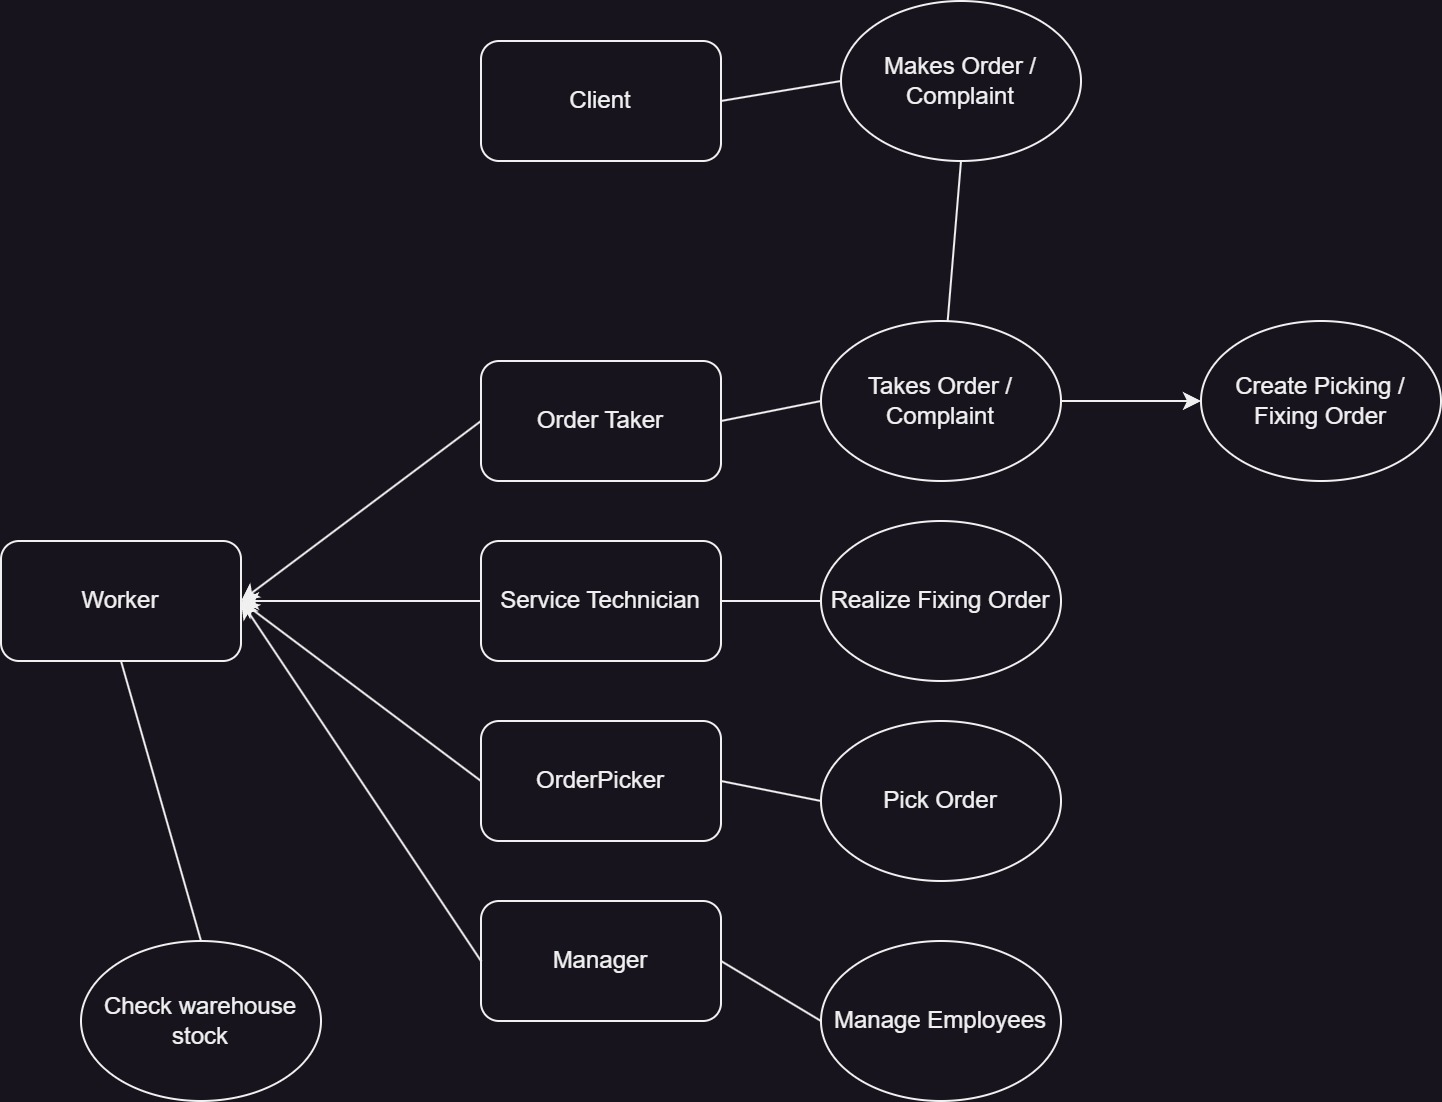 Makes Order /
Complaint
Client
Takes Order /
Complaint
Create Picking /
Fixing Order
Order Taker
Worker
Service Technician
Realize Fixing Order
OrderPicker
Pick Order
Manager
Check warehouse
stock
Manage Employees